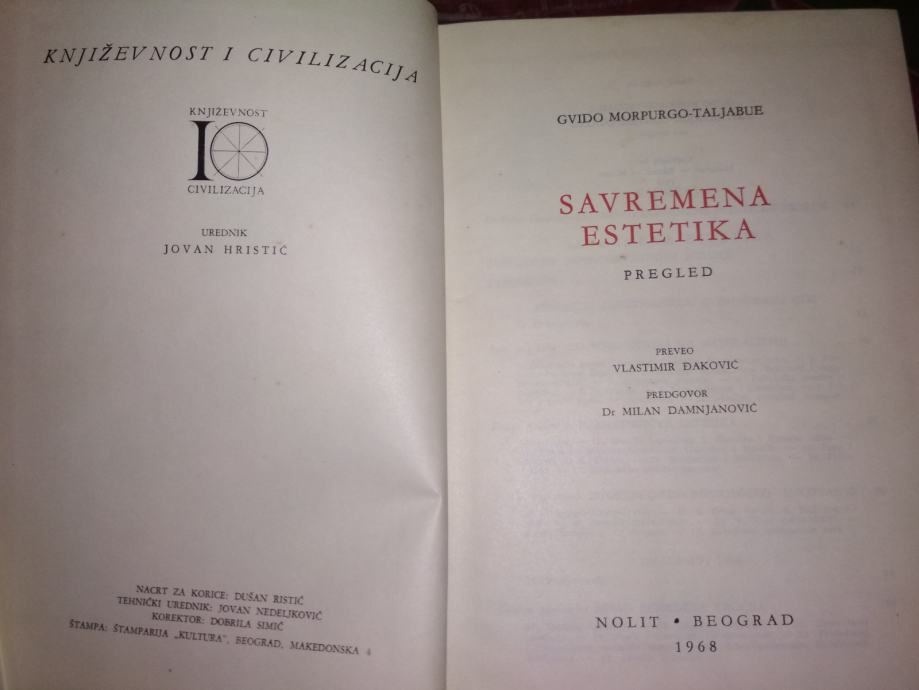 KNJIŽEVNOST I CIVILIZACIJA
KNJIŽEVNOST
I
CIVILIZACIJA
UREDNIK
JOVAN HRISTIĆ
NACRT ZA KORICE: DUŠAN RISTIĆ
TEHNIČKI UREDNIK: JOVAN NEDELJKOVIĆ
KOREKTOR: DOBRILA SIMIĆ
ŠTAMPA: ŠTAMPARIJA „KULTURA”, BEOGRAD, MAKEDONSKA 4
GVIDO MORPURGO-TALJABUE
SAVREMENA
ESTETIKA
PREGLED
PREVEO
VLASTIMIR ĐAKOVIĆ
PREDGOVOR
Dr MILAN DAMNJANOVIĆ
NOLIT • BEOGRAD
1968